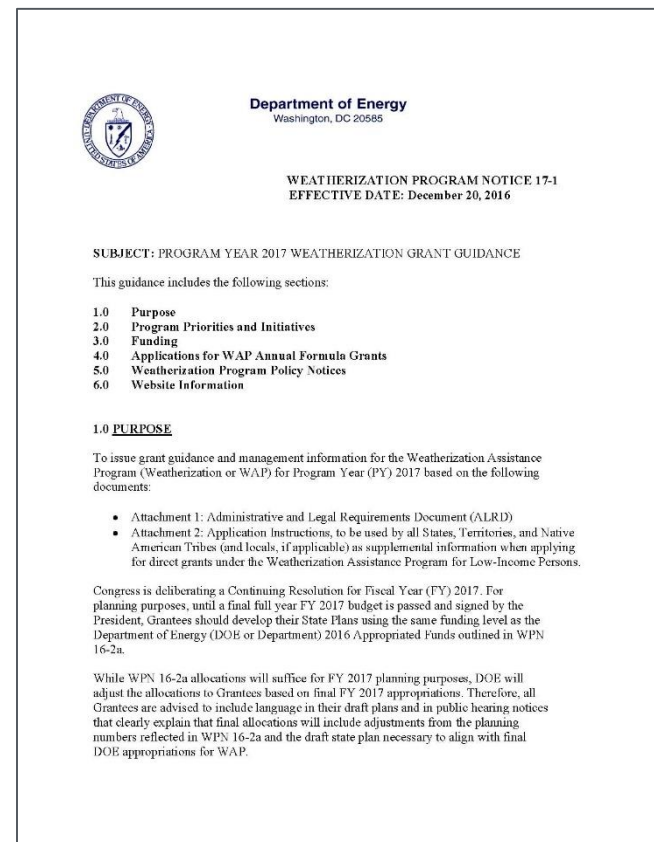 DEPARTMENT OF ENERGY
UNITED STATES OF AMERICA
Department of Energy
Washington, DC 20585
WEATHERIZATION PROGRAM NOTICE 17-1
EFFECTIVE DATE: December 20, 2016
SUBJECT: PROGRAM YEAR 2017 WEATHERIZATION GRANT GUIDANCE
This guidance includes the following sections:
1.0 Purpose
2.0 Program Priorities and Initiatives
3.0 Funding
4.0 Applications for WAP Annual Formula Grants
5.0 Weatherization Program Policy Notices
6.0 Website Information
1.0 PURPOSE
To issue grant guidance and management information for the Weatherization Assistance
Program (Weatherization or WAP) for Program Year (PY) 2017 based on the following
documents:
• Attachment 1: Administrative and Legal Requirements Document (ALRD)
• Attachment 2: Application Instructions, to be used by all States, Territories, and Native
American Tribes (and locals, if applicable) as supplemental information when applying
for direct grants under the Weatherization Assistance Program for Low-Income Persons.
Congress is deliberating a Continuing Resolution for Fiscal Year (FY) 2017. For
planning purposes, until a final full year FY 2017 budget is passed and signed by the
President, Grantees should develop their State Plans using the same funding level as the
Department of Energy (DOE or Department) 2016 Appropriated Funds outlined in WPN
16-2a.
While WPN 16-2a allocations will suffice for FY 2017 planning purposes, DOE will
adjust the allocations to Grantees based on final FY 2017 appropriations. Therefore, all
Grantees are advised to include language in their draft plans and in public hearing notices
that clearly explain that final allocations will include adjustments from the planning
numbers reflected in WPN 16-2a and the draft state plan necessary to align with final
DOE appropriations for WAP.